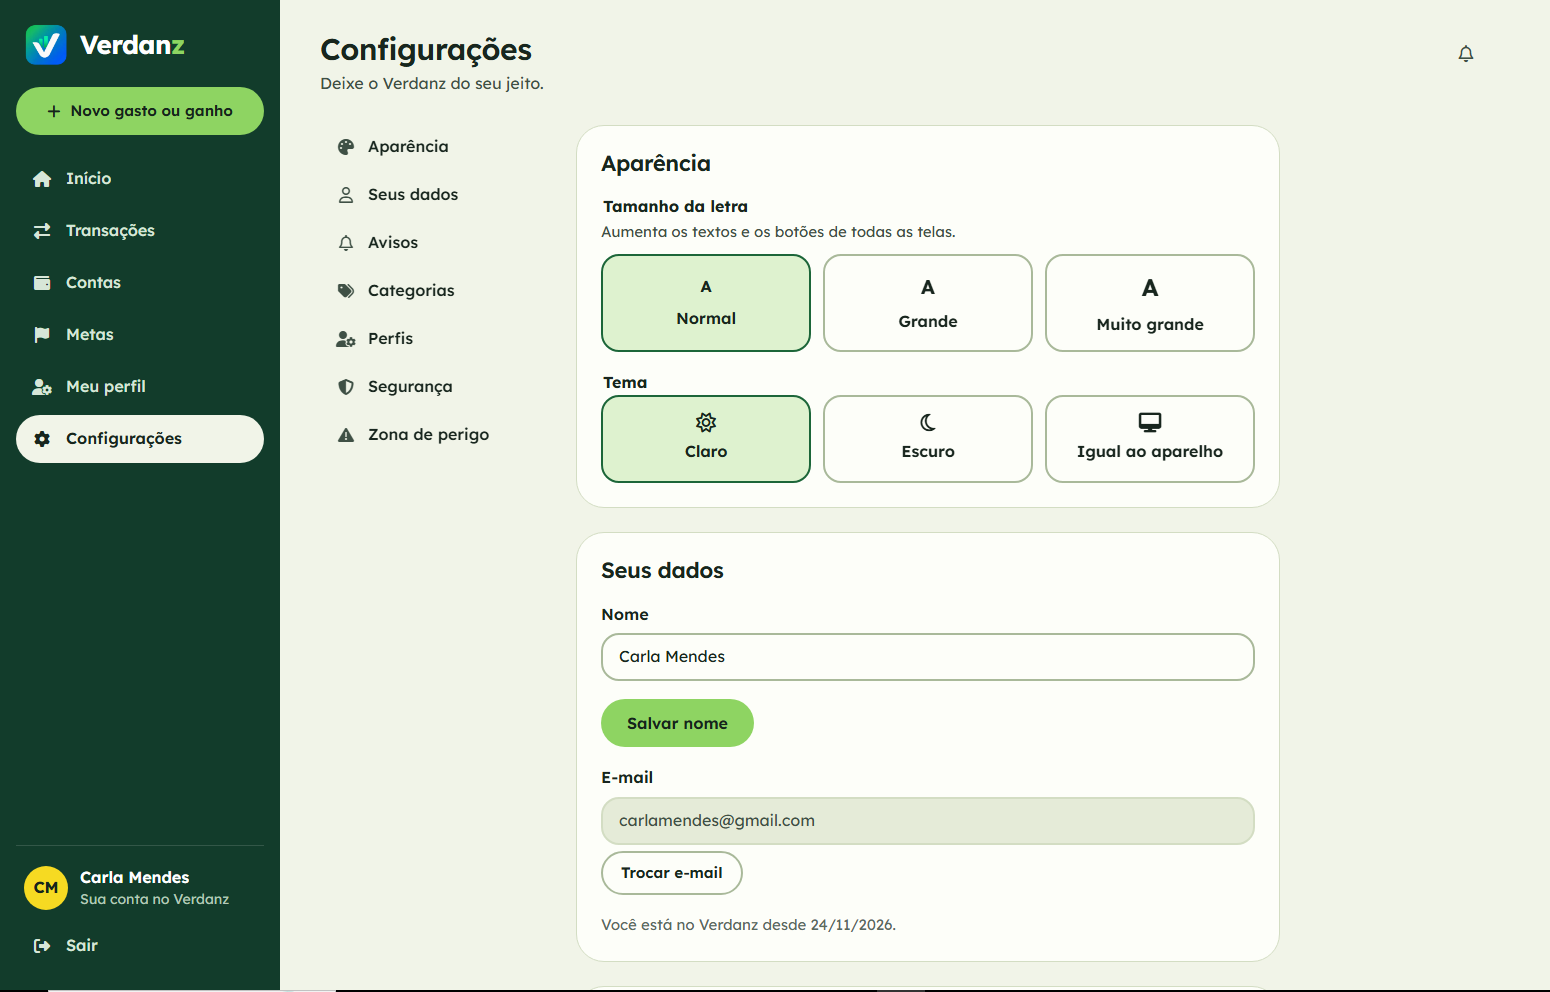 Verdanz
+ Novo gasto ou ganho
Início
Transações
Contas
Metas
Meu perfil
Configurações
CM
Carla Mendes
Sua conta no Verdanz
Sair
Configurações
Deixe o Verdanz do seu jeito.
Aparência
Seus dados
Avisos
Categorias
Perfis
Segurança
Zona de perigo
Aparência
Tamanho da letra
Aumenta os textos e os botões de todas as telas.
A
Normal
A
Grande
A
Muito grande
Tema
Claro
Escuro
Igual ao aparelho
Seus dados
Nome
Carla Mendes
Salvar nome
E-mail
carlamendes@gmail.com
Trocar e-mail
Você está no Verdanz desde 24/11/2026.